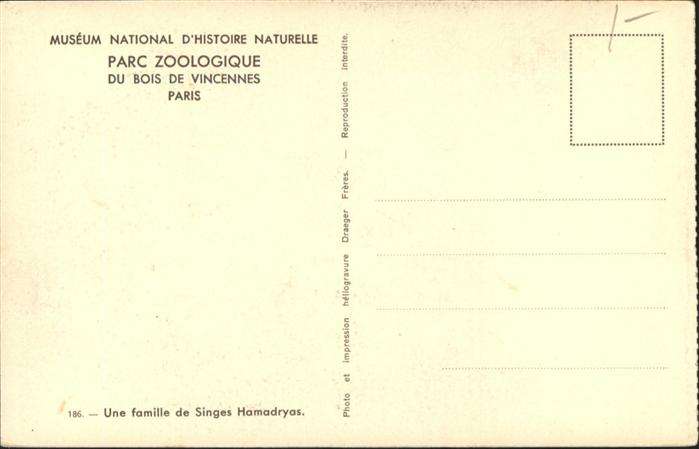 MUSÉUM NATIONAL D'HISTOIRE NATURELLE
PARC ZOOLOGIQUE
DU BOIS DE VINCENNES
PARIS
186. — Une famille de Singes Hamadryas.
Photo et impression héliogravure Draeger Frères. — Reproduction interdite.
1-